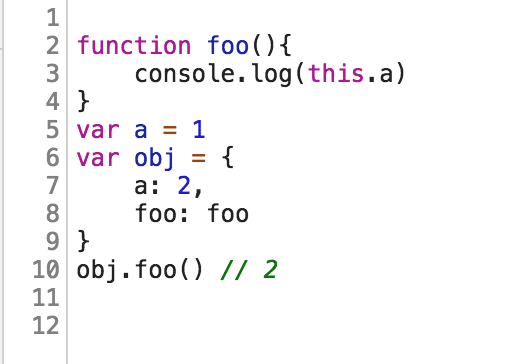 1
2 function foo(){
3     console.log(this.a)
4 }
5 var a = 1
6 var obj = {
7     a: 2,
8     foo: foo
9 }
10 obj.foo() // 2
11
12